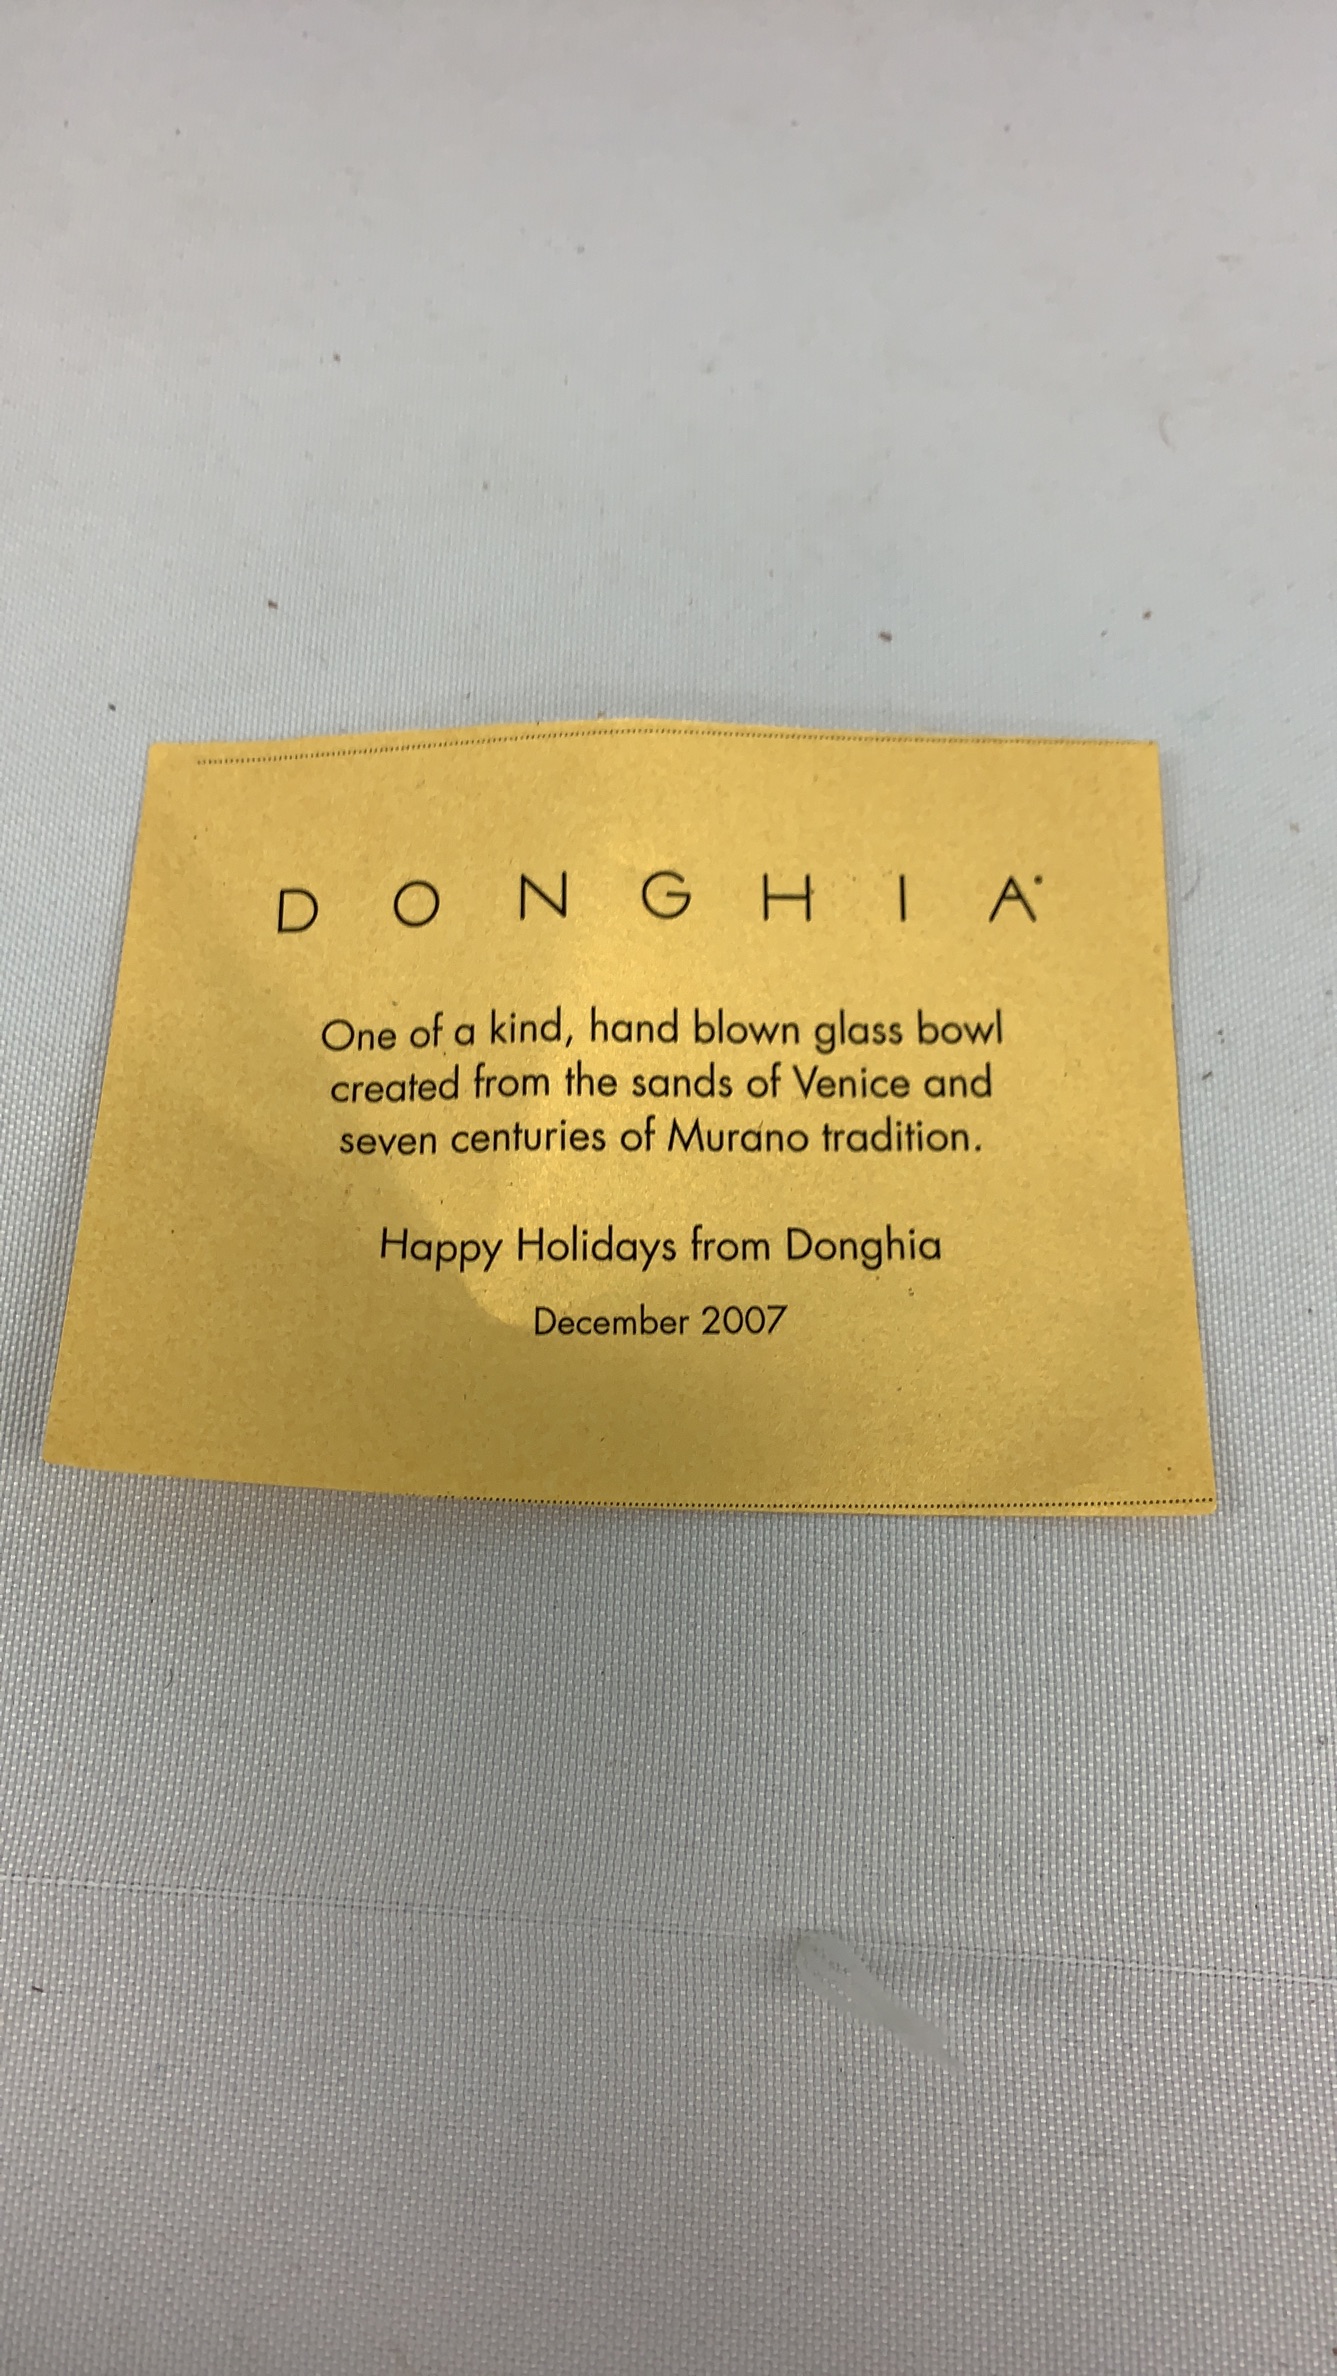 DONGHIA
One of a kind, hand blown glass bowl
created from the sands of Venice and
seven centuries of Murano tradition.
Happy Holidays from Donghia
December 2007